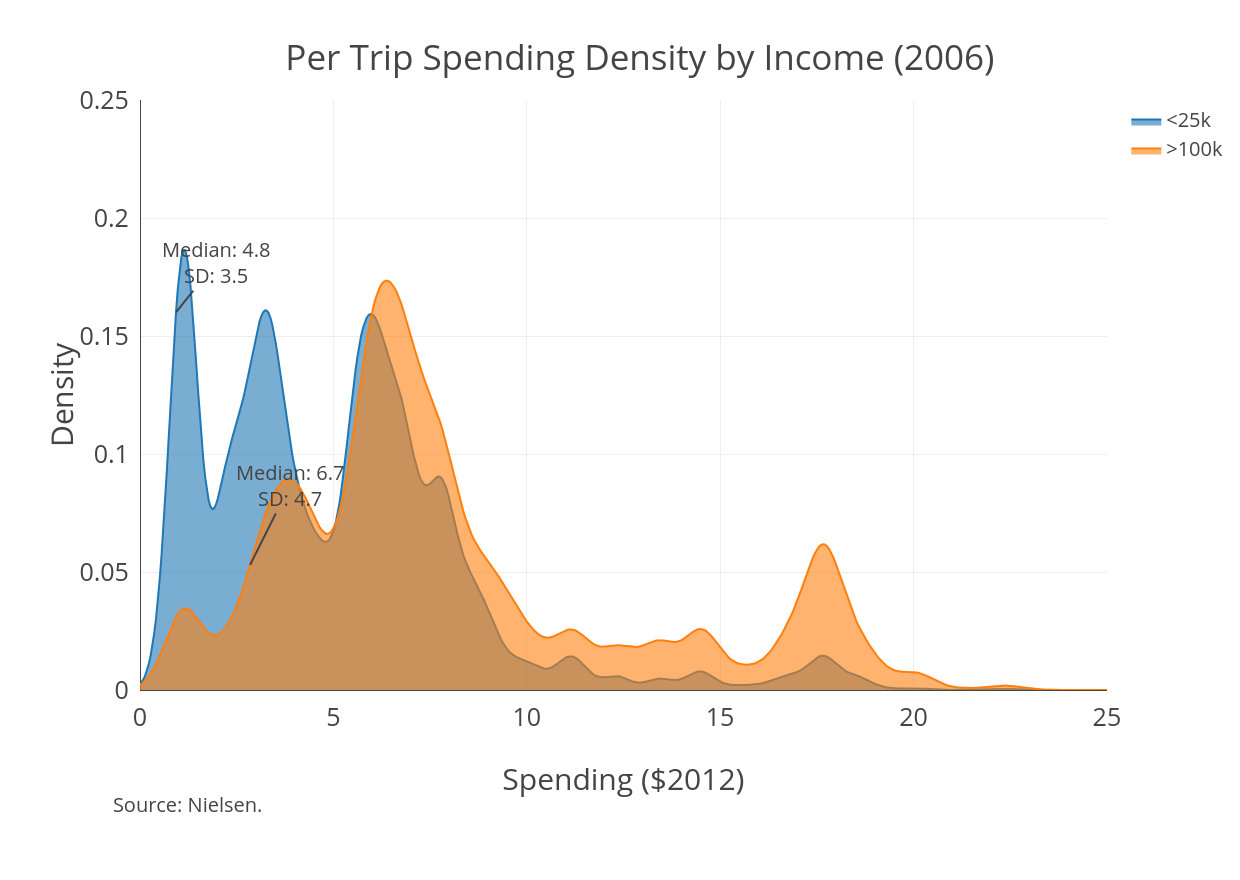 Per Trip Spending Density by Income (2006)
0.25
0.2
0.15
0.1
0.05
0
Density
<25k
>100k
Median: 4.8
SD: 3.5
Median: 6.7
SD: 4.7
0 5 10 15 20 25
Spending ($2012)
Source: Nielsen.